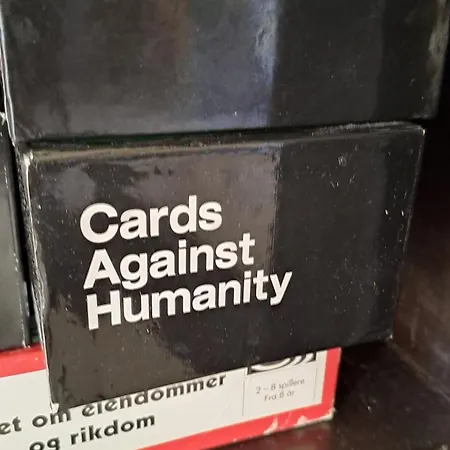 Cards
Against
Humanity
et om eiendommer
og rikdom
2 – 8 spillere
Fra 8 år